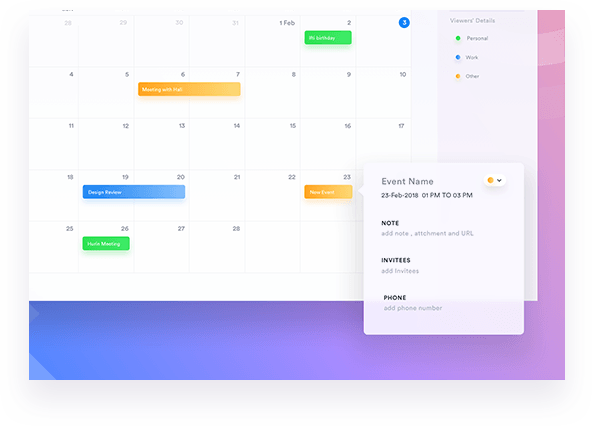 28 29 30 31 1 Feb 2 3
Hr birthday
4 5 6 7 8 9 10
Meeting with Hall
11 12 13 14 15 16 17
18 19 20 21 22 23
Design Review
New Event
25 26 27 28
Harin Meeting
Viewers' Details
Personal
Work
Other
Event Name
23-Feb-2018 01 PM TO 03 PM
NOTE
add note , attchment and URL
INVITEES
add Invitees
PHONE
add phone number